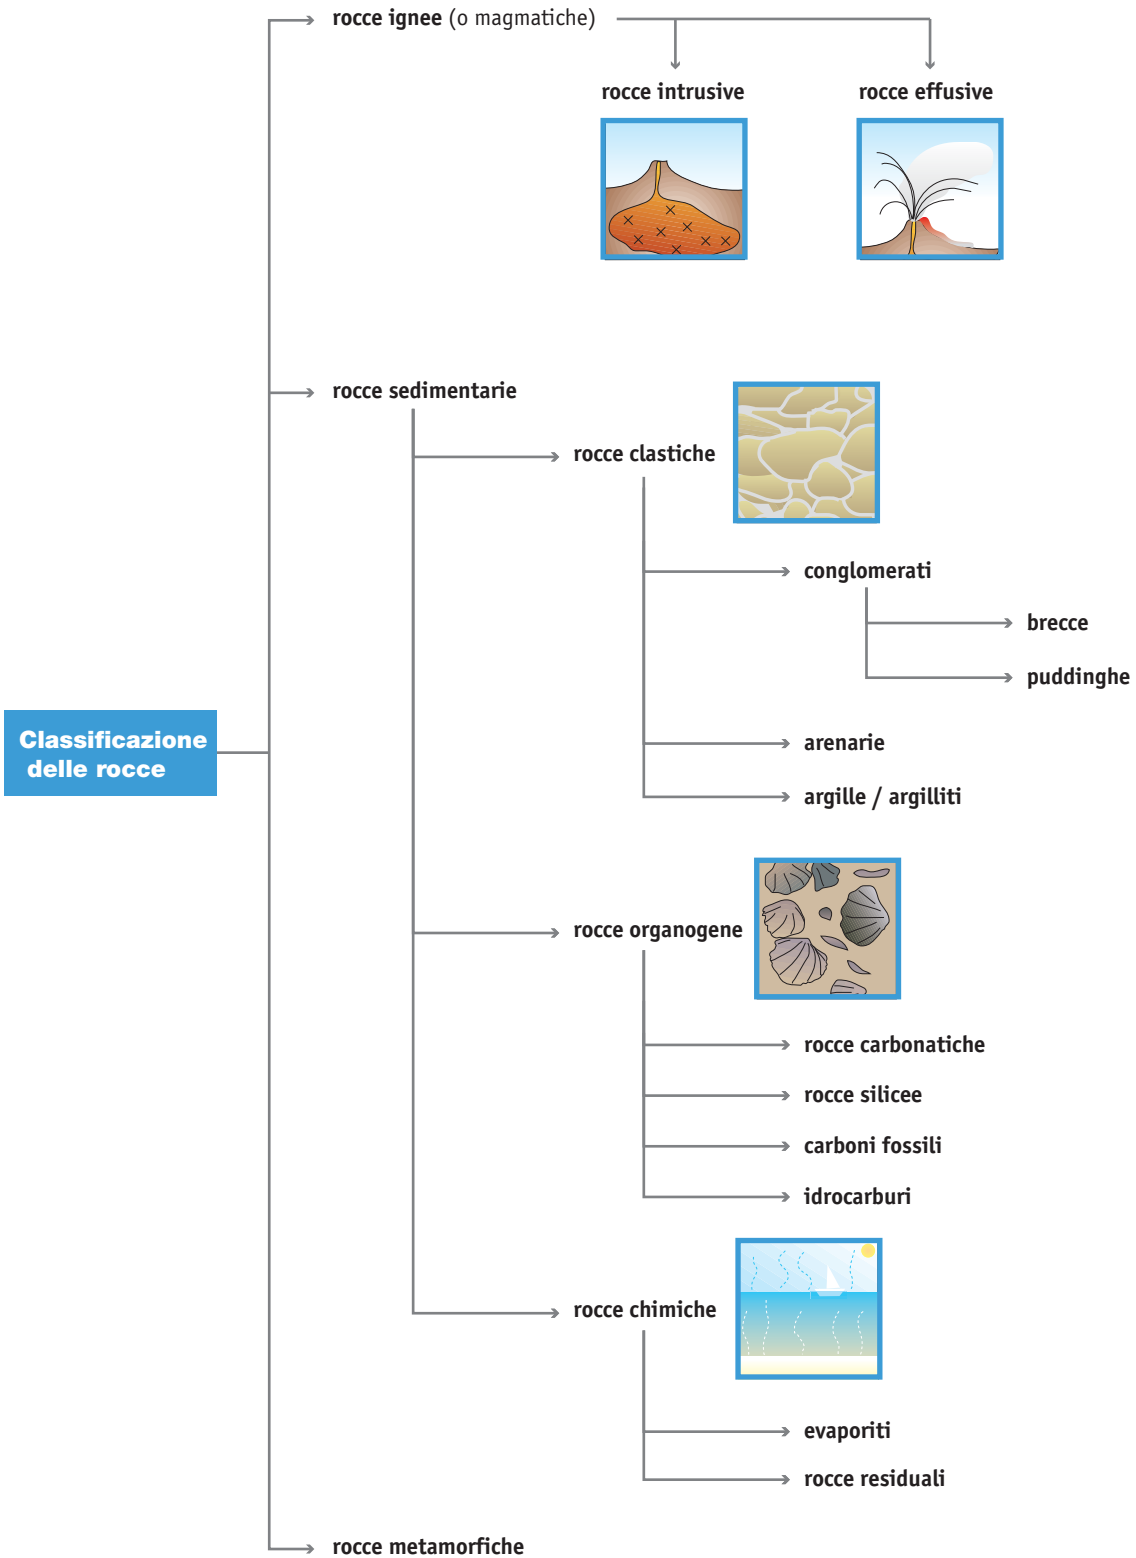 rocce ignee (o magmatiche)
rocce intrusive
rocce effusive
rocce sedimentarie
rocce clastiche
conglomerati
brecce
puddinghe
Classificazione
delle rocce
arenarie
argille / argilliti
rocce organogene
rocce carbonatiche
rocce silicee
carboni fossili
idrocarburi
rocce chimiche
evaporiti
rocce residuali
rocce metamorfiche